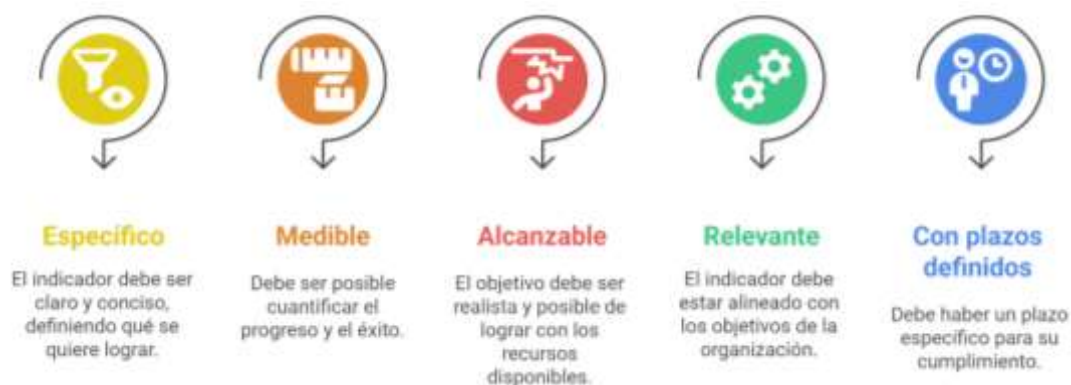 Específico
El indicador debe ser
claro y conciso,
definiendo qué se
quiere lograr.
Medible
Debe ser posible
cuantificar el
progreso y el éxito.
Alcanzable
El objetivo debe ser
realista y posible de
lograr con los
recursos
disponibles.
Relevante
El indicador debe
estar alineado con
los objetivos de la
organización.
Con plazos
definidos
Debe haber un plazo
específico para su
cumplimiento.